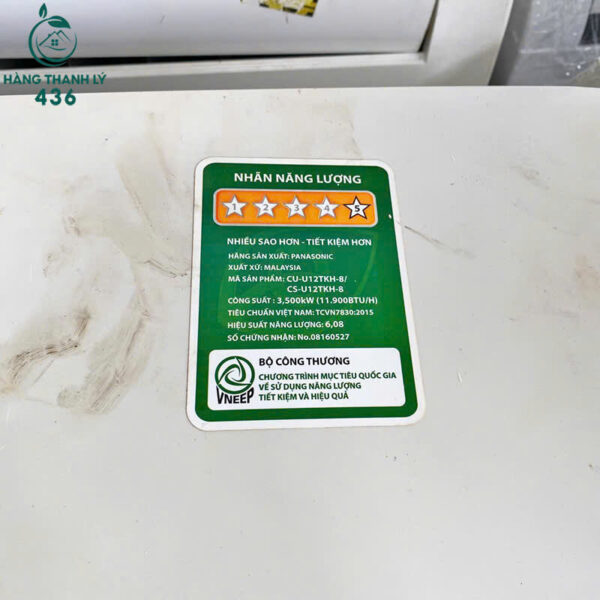 HÀNG THANH LÝ
436
NHÃN NĂNG LƯỢNG
1 2 3 4 5
NHIỀU SAO HƠN - TIẾT KIỆM HƠN
HÃNG SẢN XUẤT: PANASONIC
XUẤT XỨ: MALAYSIA
MÃ SẢN PHẨM: CU-U12TKH-8/
CS-U12TKH-8
CÔNG SUẤT : 3,500kW (11.900BTU/H)
TIÊU CHUẨN VIỆT NAM: TCVN7830:2015
HIỆU SUẤT NĂNG LƯỢNG: 6,08
SỐ CHỨNG NHẬN: No.08160527
BỘ CÔNG THƯƠNG
CHƯƠNG TRÌNH MỤC TIÊU QUỐC GIA
VỀ SỬ DỤNG NĂNG LƯỢNG
TIẾT KIỆM VÀ HIỆU QUẢ
VNEEP